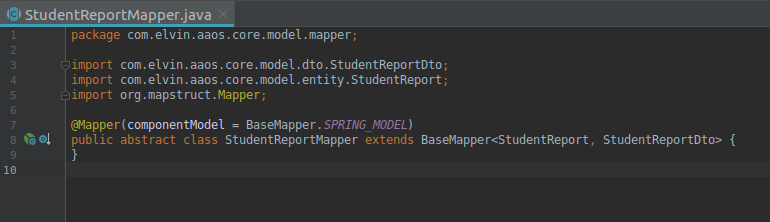 StudentReportMapper.java
1 package com.elvin.aaos.core.model.mapper;
2
3 import com.elvin.aaos.core.model.dto.StudentReportDto;
4 import com.elvin.aaos.core.model.entity.StudentReport;
5 import org.mapstruct.Mapper;
6
7 @Mapper(componentModel = BaseMapper.SPRING_MODEL)
8 public abstract class StudentReportMapper extends BaseMapper<StudentReport, StudentReportDto> {
9 }
10